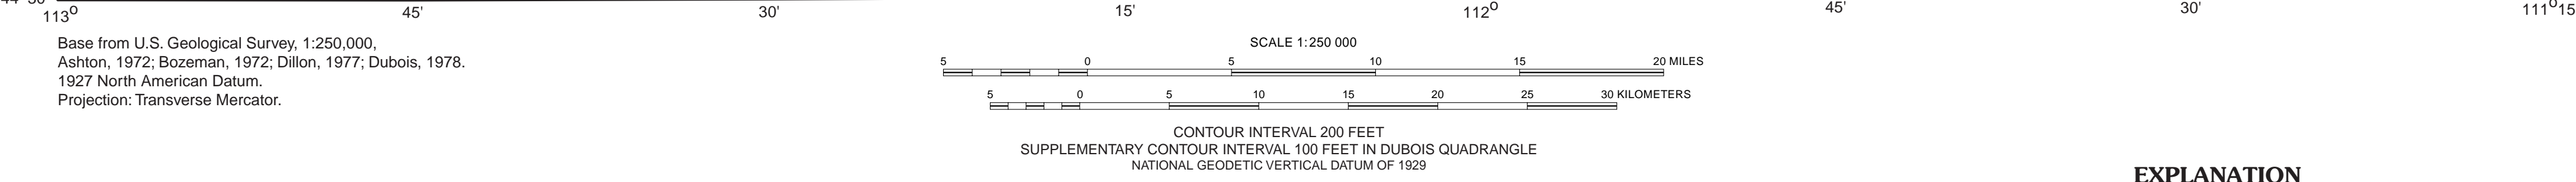 113° 45' 30' 15' 112° 45' 30' 111°15
Base from U.S. Geological Survey, 1:250,000,
Ashton, 1972; Bozeman, 1972; Dillon, 1977; Dubois, 1978.
1927 North American Datum.
Projection: Transverse Mercator.
SCALE 1:250 000
5 0 5 10 15 20 MILES
5 0 5 10 15 20 25 30 KILOMETERS
CONTOUR INTERVAL 200 FEET
SUPPLEMENTARY CONTOUR INTERVAL 100 FEET IN DUBOIS QUADRANGLE
NATIONAL GEODETIC VERTICAL DATUM OF 1929
EXPLANATION